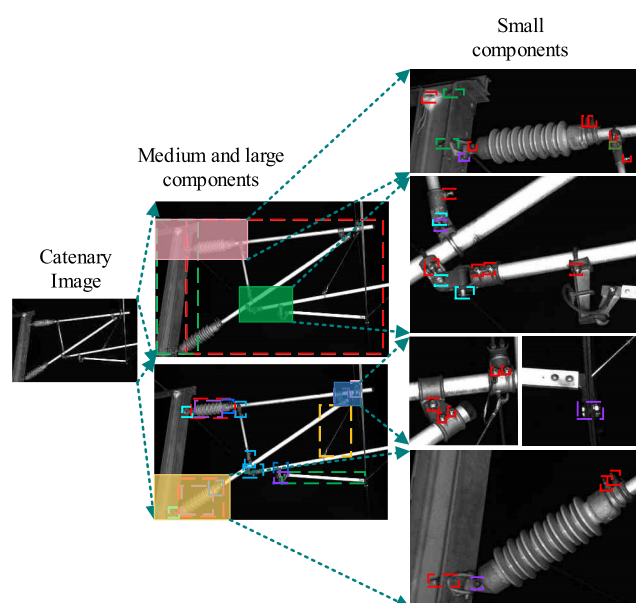 Small
components
Medium and large
components
Catenary
Image